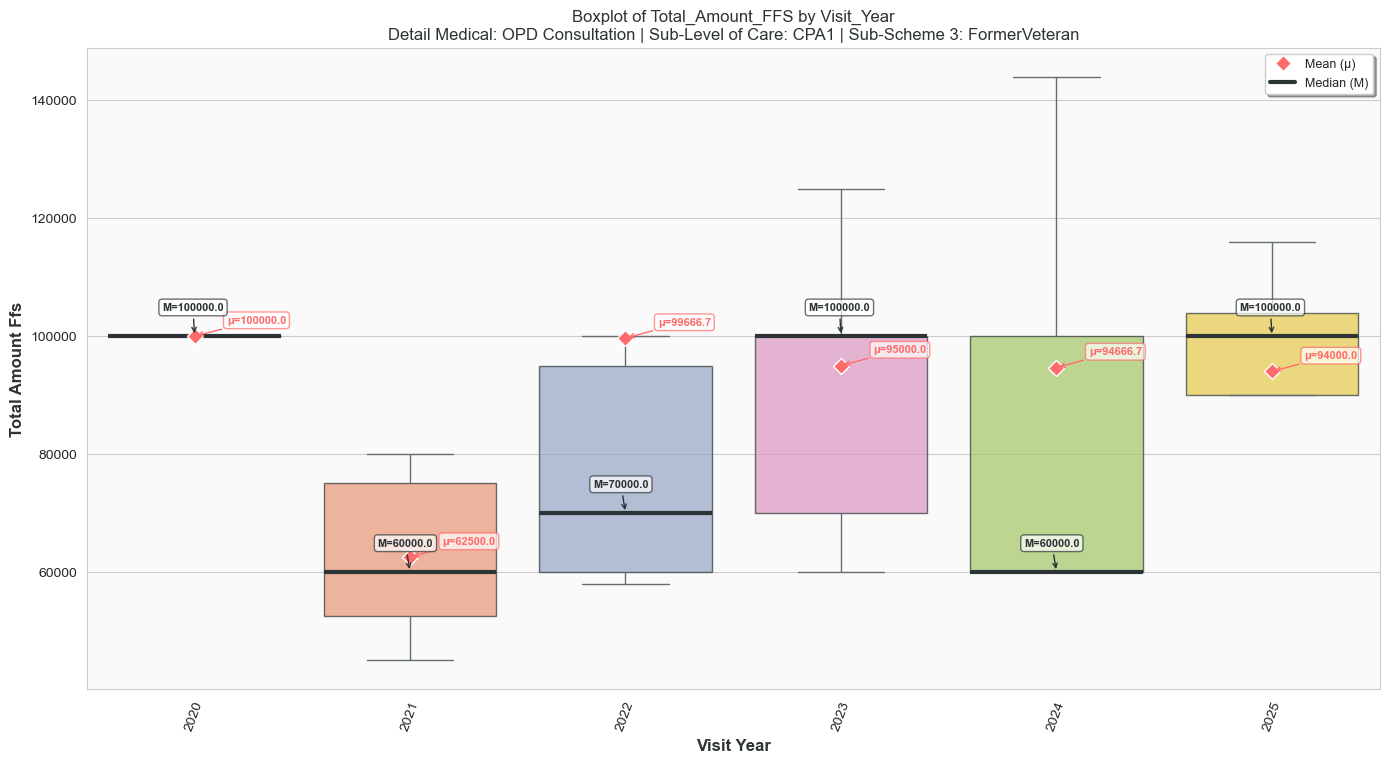 Boxplot of Total_Amount_FFS by Visit_Year
Detail Medical: OPD Consultation | Sub-Level of Care: CPA1 | Sub-Scheme 3: FormerVeteran
Mean (μ)
Median (M)
Total Amount Ffs
140000
120000
100000
80000
60000
M=100000.0
μ=100000.0
M=60000.0
μ=62500.0
M=70000.0
μ=99666.7
M=100000.0
μ=95000.0
M=60000.0
μ=94666.7
M=100000.0
μ=94000.0
2020
2021
2022
2023
2024
2025
Visit Year